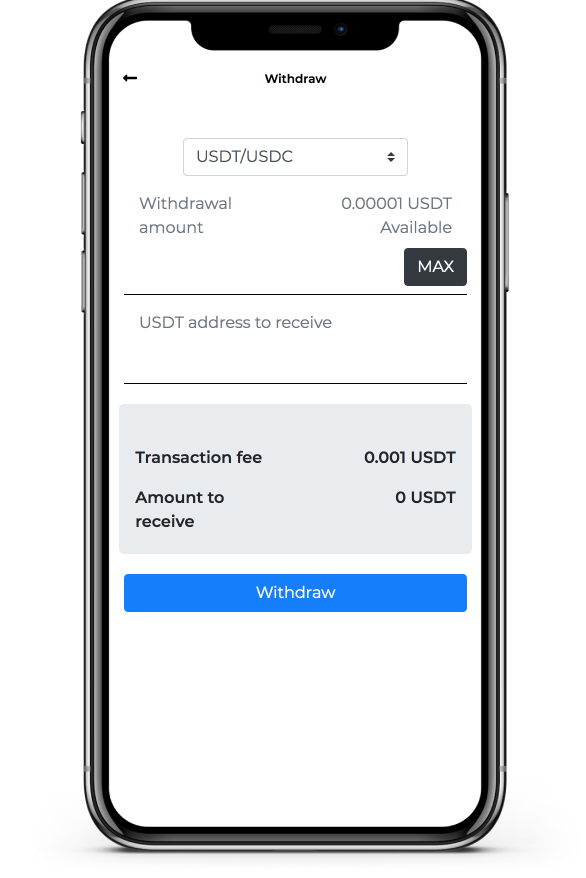 Withdraw
USDT/USDC
Withdrawal 0.00001 USDT
amount Available
MAX
USDT address to receive
Transaction fee 0.001 USDT
Amount to 0 USDT
receive
Withdraw